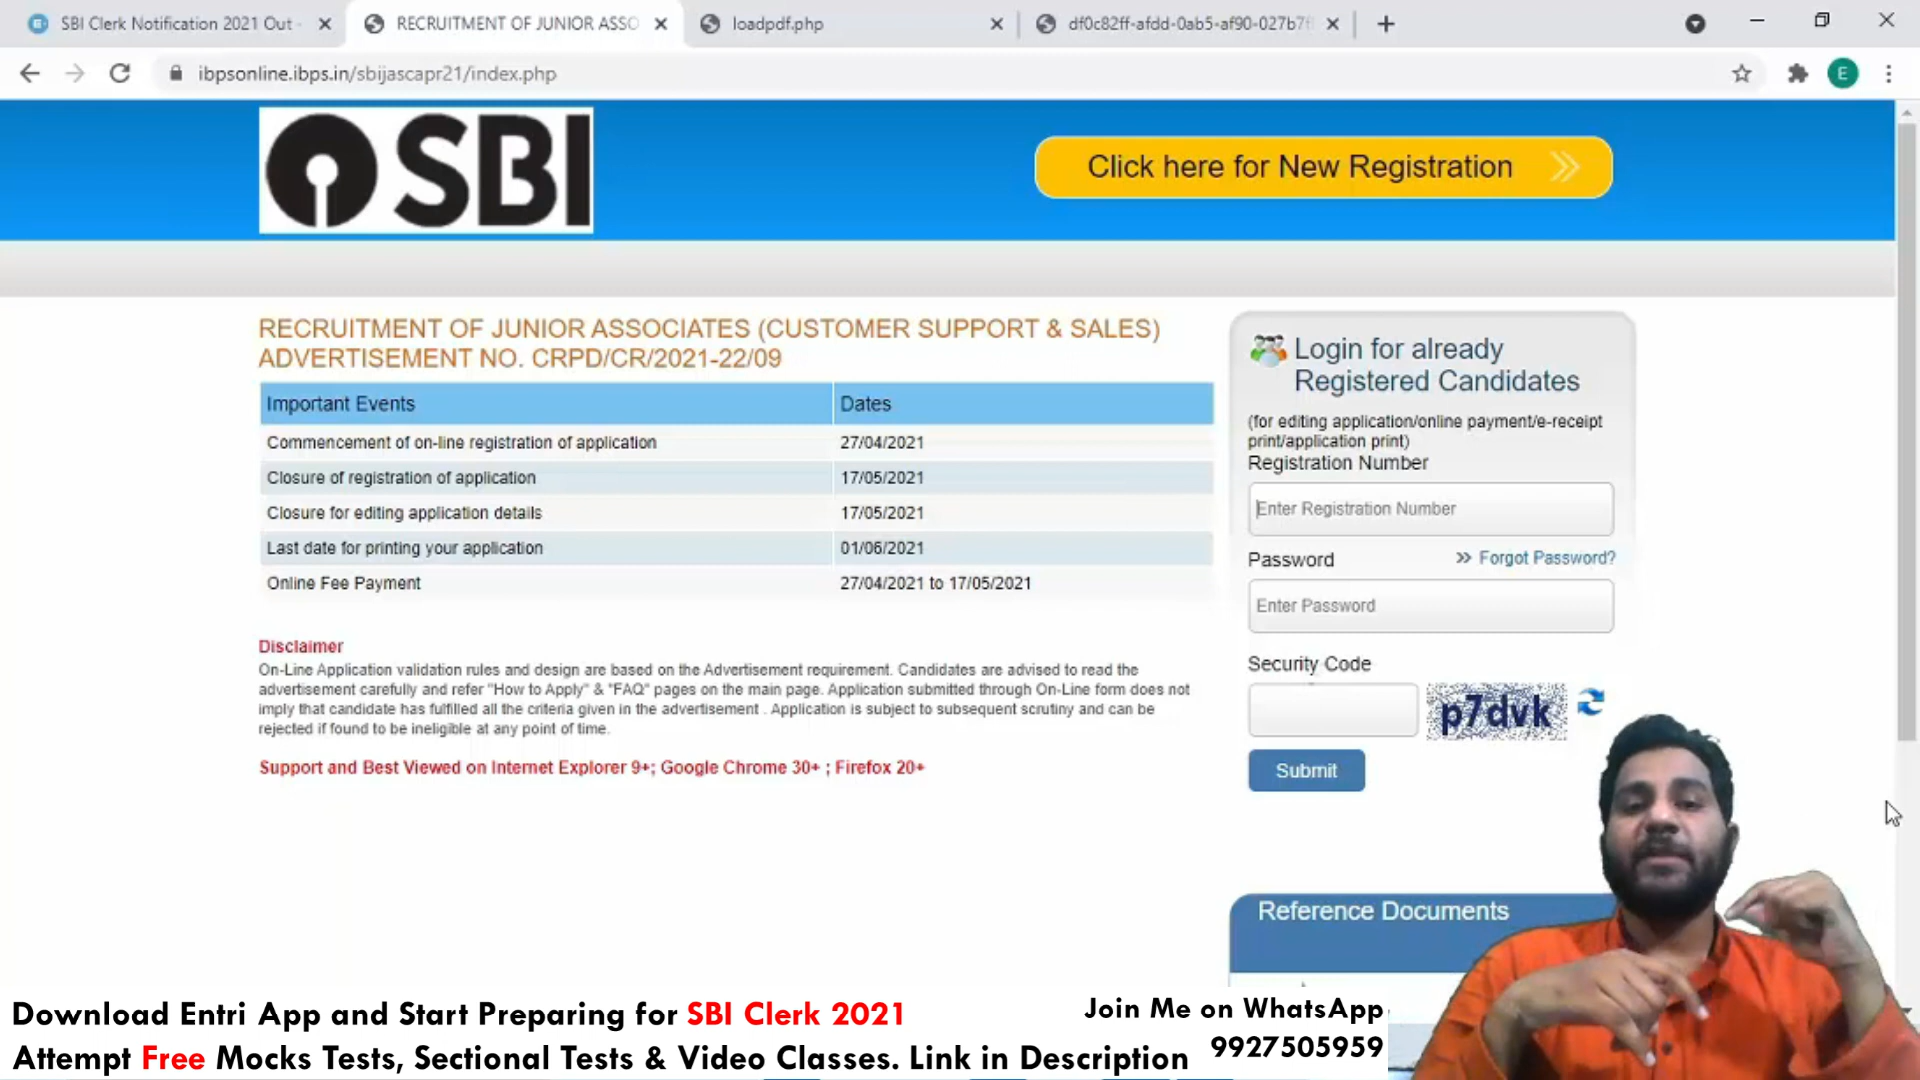 SBI Clerk Notification 2021 Out -
RECRUITMENT OF JUNIOR ASSO
loadpdf.php
df0c82ff-afdd-0ab5-af90-027b7f
ibpsonline.ibps.in/sbijascapr21/index.php
E
SBI
Click here for New Registration
RECRUITMENT OF JUNIOR ASSOCIATES (CUSTOMER SUPPORT & SALES)
ADVERTISEMENT NO. CRPD/CR/2021-22/09
Important Events Dates
Commencement of on-line registration of application 27/04/2021
Closure of registration of application 17/05/2021
Closure for editing application details 17/05/2021
Last date for printing your application 01/06/2021
Online Fee Payment 27/04/2021 to 17/05/2021
Disclaimer
On-Line Application validation rules and design are based on the Advertisement requirement. Candidates are advised to read the
advertisement carefully and refer "How to Apply" & "FAQ" pages on the main page. Application submitted through On-Line form does not
imply that candidate has fulfilled all the criteria given in the advertisement . Application is subject to subsequent scrutiny and can be
rejected if found to be ineligible at any point of time.
Support and Best Viewed on Internet Explorer 9+; Google Chrome 30+ ; Firefox 20+
Login for already
Registered Candidates
(for editing application/online payment/e-receipt
print/application print)
Registration Number
Enter Registration Number
Password >> Forgot Password?
Enter Password
Security Code
p7dvk
Submit
Reference Documents
Download Entri App and Start Preparing for SBI Clerk 2021
Attempt Free Mocks Tests, Sectional Tests & Video Classes. Link in Description
Join Me on WhatsApp
9927505959